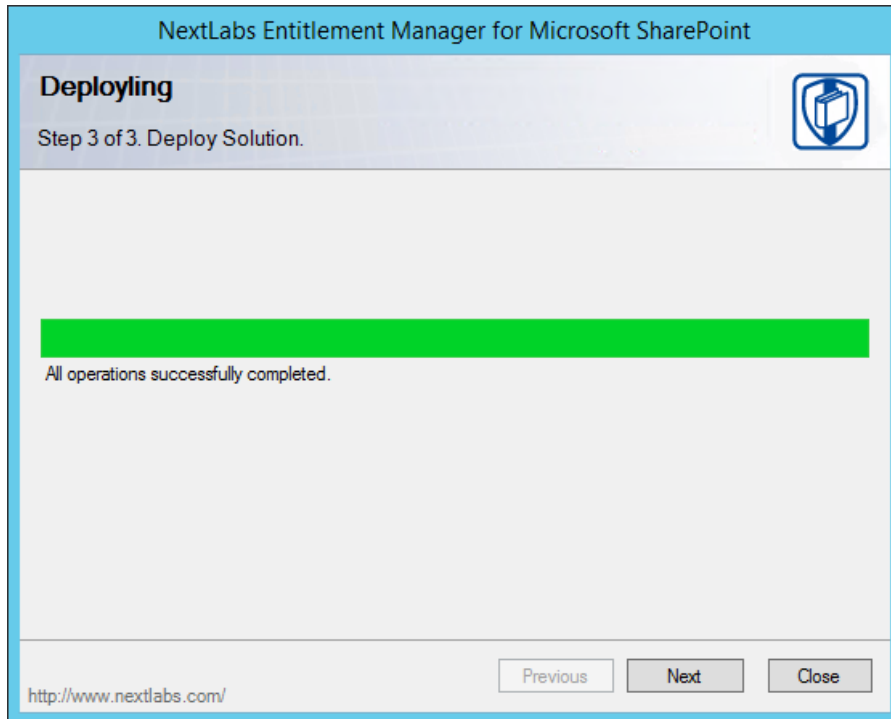 NextLabs Entitlement Manager for Microsoft SharePoint
Deployling
Step 3 of 3. Deploy Solution.
All operations successfully completed.
Previous Next Close
http://www.nextlabs.com/